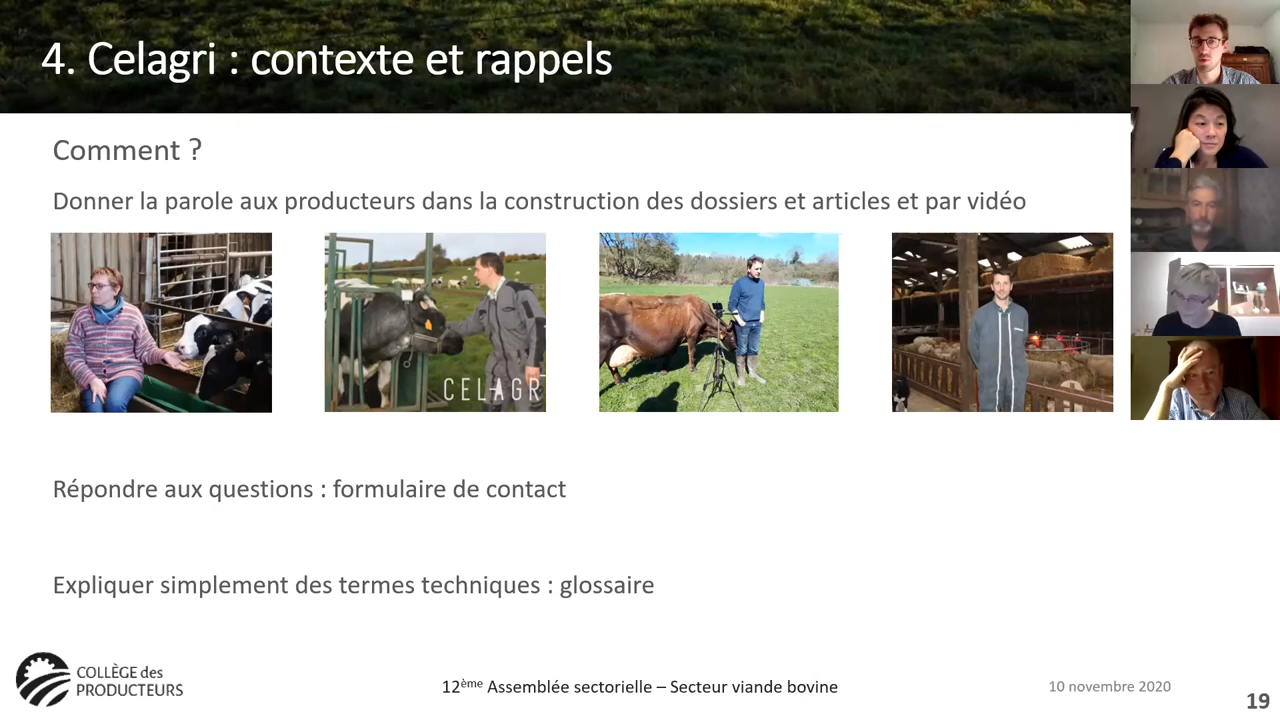 4. Celagri : contexte et rappels
Comment ?
Donner la parole aux producteurs dans la construction des dossiers et articles et par vidéo
CELAGR
Répondre aux questions : formulaire de contact
Expliquer simplement des termes techniques : glossaire
COLLÈGE des
PRODUCTEURS
12ème Assemblée sectorielle – Secteur viande bovine
10 novembre 2020
19